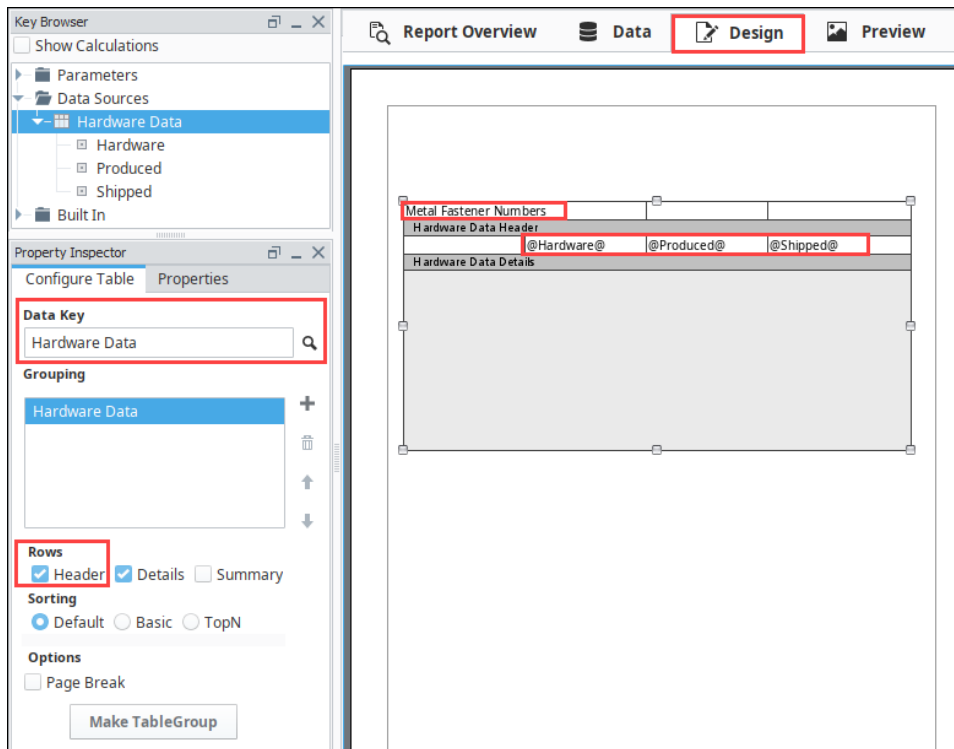 Key Browser
Show Calculations
Parameters
Data Sources
Hardware Data
Hardware
Produced
Shipped
Built In
Property Inspector
Configure Table Properties
Data Key
Hardware Data
Grouping
Hardware Data
Rows
Header Details Summary
Sorting
Default Basic TopN
Options
Page Break
Make TableGroup
Report Overview Data Design Preview
Metal Fastener Numbers
Hardware Data Header
@Hardware@ @Produced@ @Shipped@
Hardware Data Details